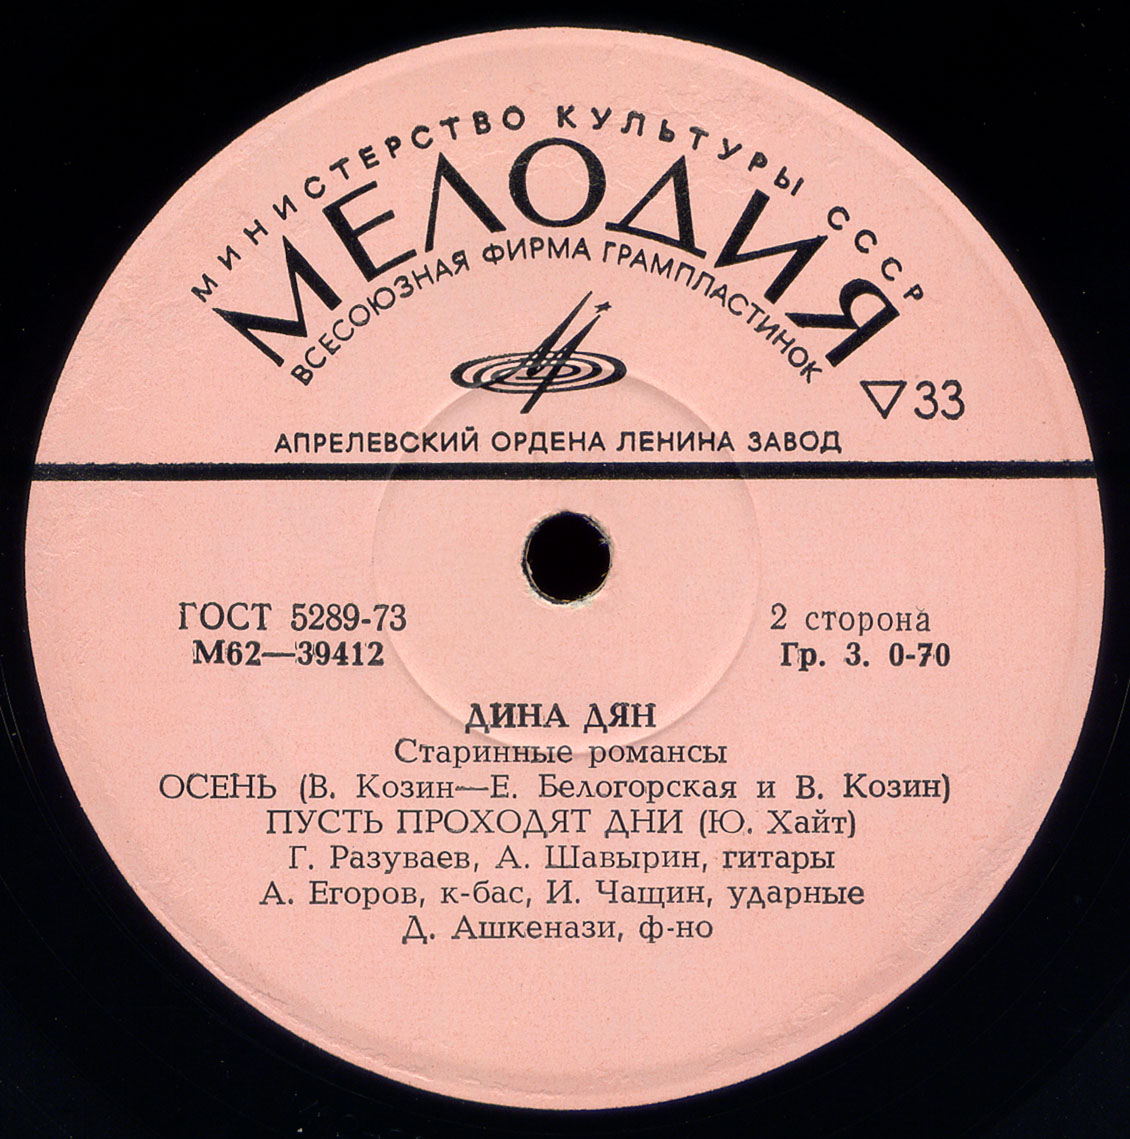 МИНИСТЕРСТВО КУЛЬТУРЫ СССР
МЕЛОДИЯ
ВСЕСОЮЗНАЯ ФИРМА ГРАМПЛАСТИНОК
▽33
АПРЕЛЕВСКИЙ ОРДЕНА ЛЕНИНА ЗАВОД
ГОСТ 5289-73
2 сторона
М62—39412
Гр. 3. 0-70
ДИНА ДЯН
Старинные романсы
ОСЕНЬ (В. Козин—Е. Белогорская и В. Козин)
ПУСТЬ ПРОХОДЯТ ДНИ (Ю. Хайт)
Г. Разуваев, А. Шавырин, гитары
А. Егоров, к-бас, И. Чащин, ударные
Д. Ашкенази, ф-но